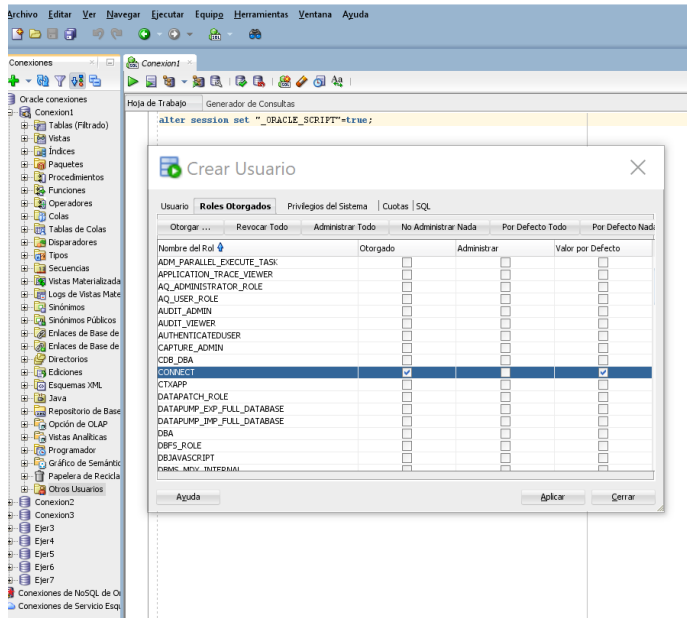 Archivo Editar Ver Navegar Ejecutar Equipo Herramientas Ventana Ayuda
Conexiones
Conexion1
Oracle conexiones
Conexion1
Tablas (Filtrado)
Vistas
Índices
Paquetes
Procedimientos
Funciones
Operadores
Colas
Tablas de Colas
Disparadores
Tipos
Secuencias
Vistas Materializada
Logs de Vistas Mate
Sinónimos
Sinónimos Públicos
Enlaces de Base de
Enlaces de Base de
Directorios
Ediciones
Esquemas XML
Java
Repositorio de Base
Opción de OLAP
Vistas Analíticas
Programador
Gráfico de Semántic
Papelera de Recicla
Otros Usuarios
Conexion2
Conexion3
Ejer3
Ejer4
Ejer5
Ejer6
Ejer7
Conexiones de NoSQL de Or
Conexiones de Servicio Esqu
Hoja de Trabajo Generador de Consultas
alter session set "_ORACLE_SCRIPT"=true;
Crear Usuario
Usuario Roles Otorgados Privilegios del Sistema Cuotas SQL
Otorgar ... Revocar Todo Administrar Todo No Administrar Nada Por Defecto Todo Por Defecto Nada
Nombre del Rol Otorgado Administrar Valor por Defecto
ADM_PARALLEL_EXECUTE_TASK
APPLICATION_TRACE_VIEWER
AQ_ADMINISTRATOR_ROLE
AQ_USER_ROLE
AUDIT_ADMIN
AUDIT_VIEWER
AUTHENTICATEDUSER
CAPTURE_ADMIN
CDB_DBA
CONNECT
CTXAPP
DATAPATCH_ROLE
DATAPUMP_EXP_FULL_DATABASE
DATAPUMP_IMP_FULL_DATABASE
DBA
DBFS_ROLE
DBJAVASCRIPT
DBMS_MDX_INTERNAL
Ayuda Aplicar Cerrar